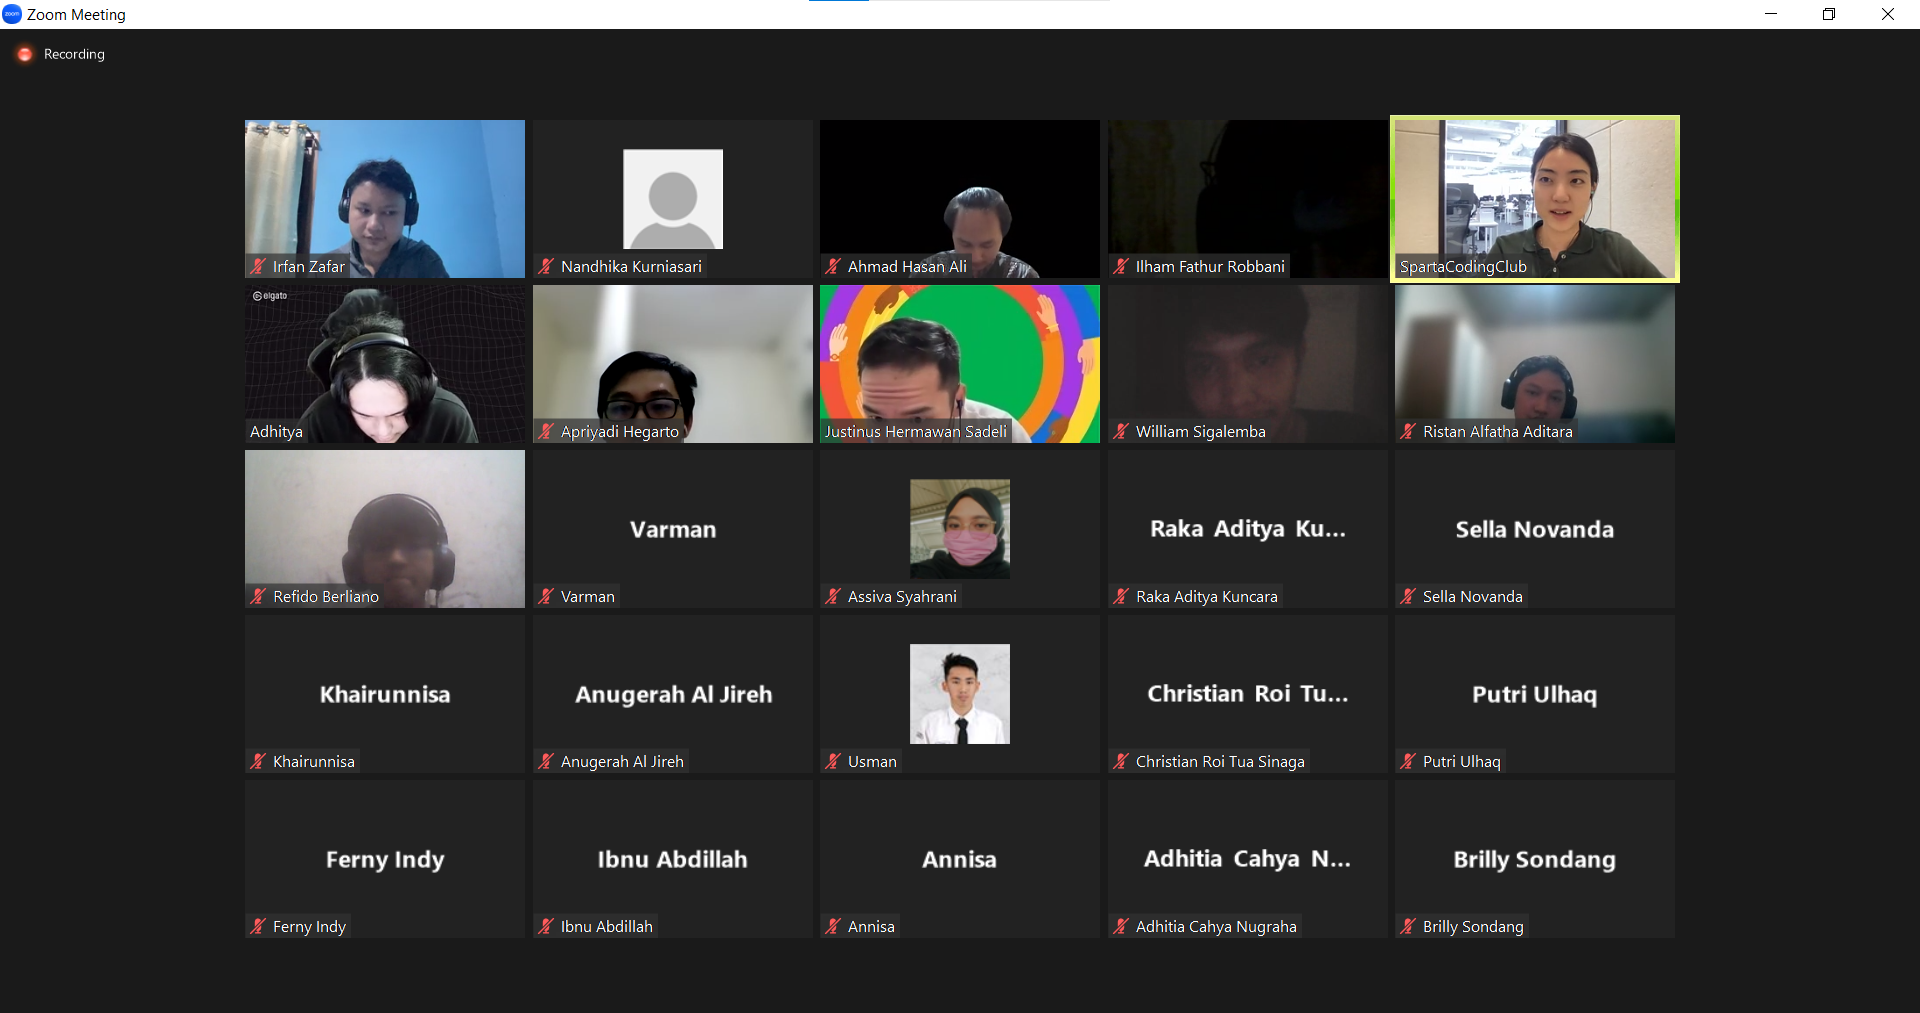 Zoom Meeting
Recording
Irfan Zafar
Nandhika Kurniasari
Ahmad Hasan Ali
Ilham Fathur Robbani
SpartaCodingClub
elgato
Adhitya
Apriyadi Hegarto
Justinus Hermawan Sadeli
William Sigalemba
Ristan Alfatha Aditara
Refido Berliano
Varman
Varman
Assiva Syahrani
Raka Aditya Ku...
Raka Aditya Kuncara
Sella Novanda
Sella Novanda
Khairunnisa
Khairunnisa
Anugerah Al Jireh
Anugerah Al Jireh
Usman
Christian Roi Tu...
Christian Roi Tua Sinaga
Putri Ulhaq
Putri Ulhaq
Ferny Indy
Ferny Indy
Ibnu Abdillah
Ibnu Abdillah
Annisa
Annisa
Adhitia Cahya N...
Adhitia Cahya Nugraha
Brilly Sondang
Brilly Sondang